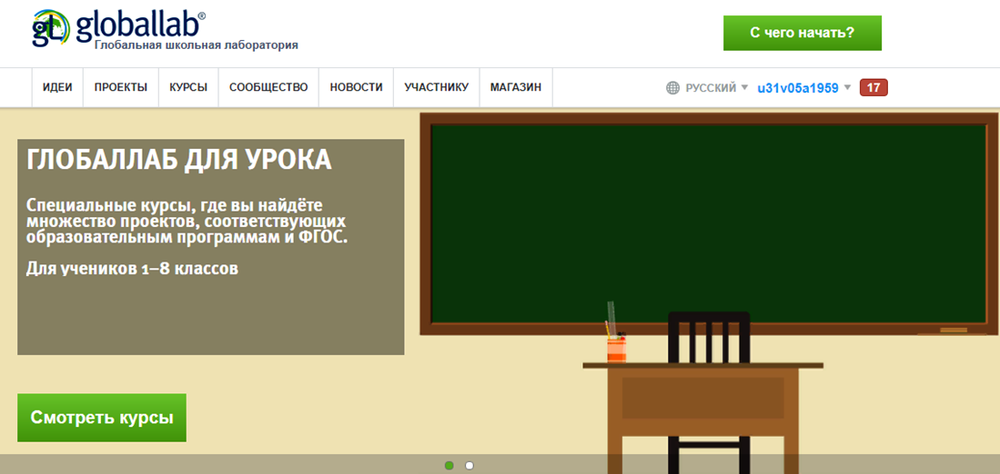 gL globallab®
Глобальная школьная лаборатория
С чего начать?
ИДЕИ ПРОЕКТЫ КУРСЫ СООБЩЕСТВО НОВОСТИ УЧАСТНИКУ МАГАЗИН РУССКИЙ u31v05a1959 17
ГЛОБАЛЛАБ ДЛЯ УРОКА
Специальные курсы, где вы найдёте
множество проектов, соответствующих
образовательным программам и ФГОС.
Для учеников 1–8 классов
Смотреть курсы